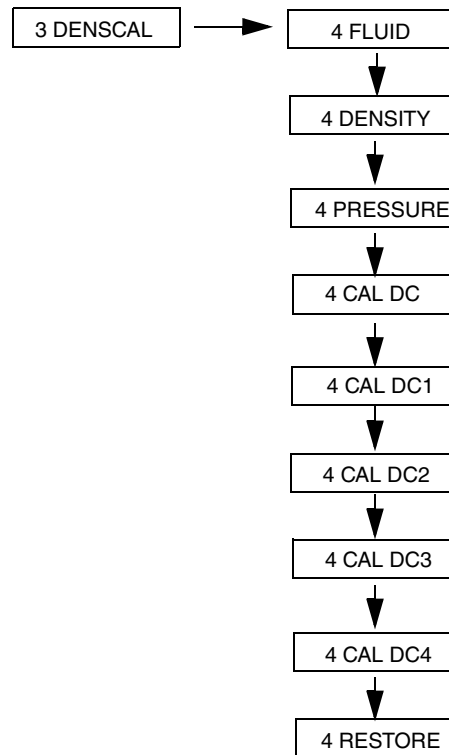 3 DENSCAL
4 FLUID
4 DENSITY
4 PRESSURE
4 CAL DC
4 CAL DC1
4 CAL DC2
4 CAL DC3
4 CAL DC4
4 RESTORE